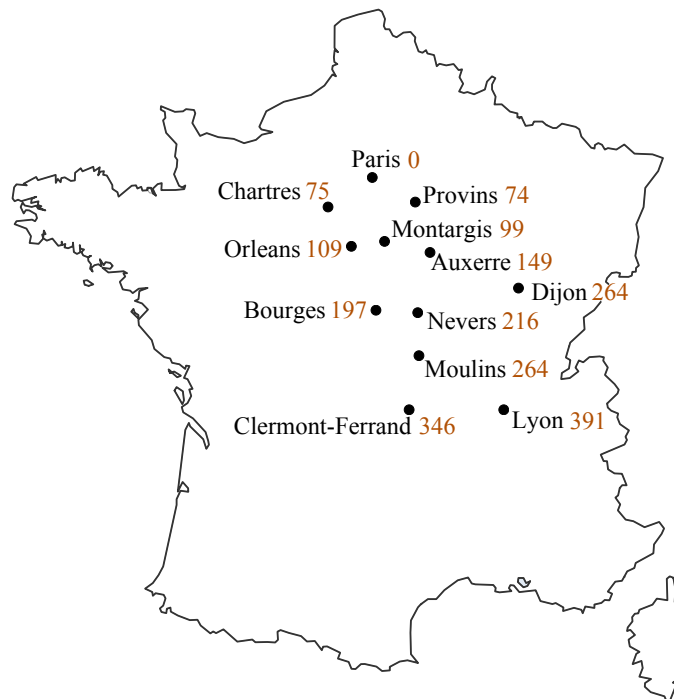 Paris 0
Chartres 75
Provins 74
Montargis 99
Orleans 109
Auxerre 149
Dijon 264
Bourges 197
Nevers 216
Moulins 264
Clermont-Ferrand 346
Lyon 391